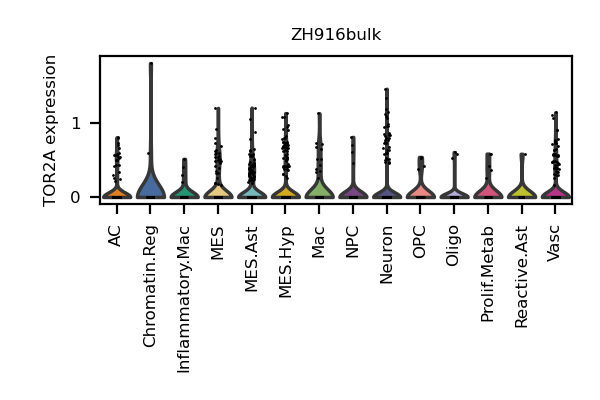 ZH916bulk
TOR2A expression
1
0
AC
Chromatin.Reg
Inflammatory.Mac
MES
MES.Ast
MES.Hyp
Mac
NPC
Neuron
OPC
Oligo
Prolif.Metab
Reactive.Ast
Vasc